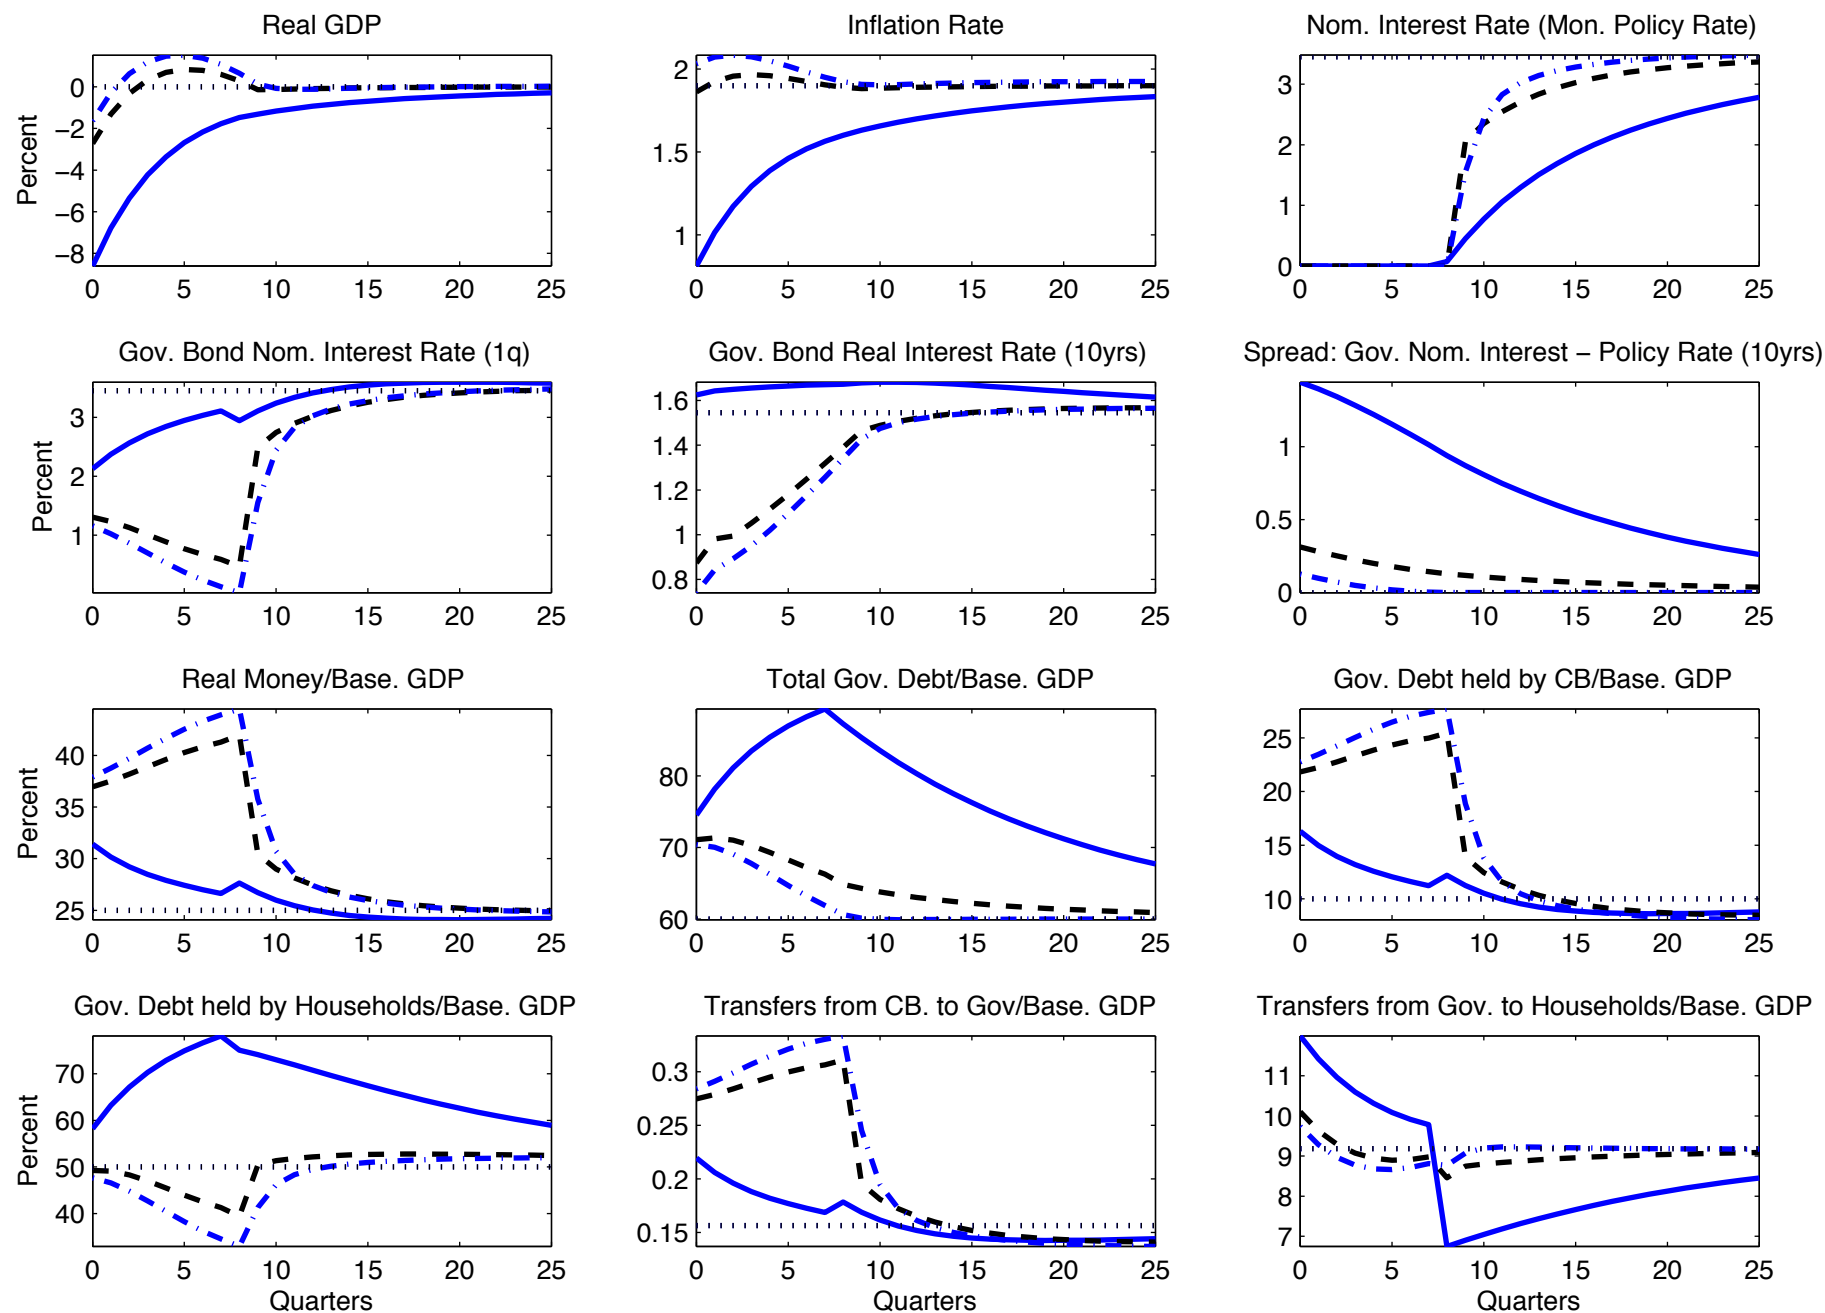 Real GDP
Inflation Rate
Nom. Interest Rate (Mon. Policy Rate)
Percent
0
−2
−4
−6
−8
0 5 10 15 20 25
2
1.5
1
0 5 10 15 20 25
3
2
1
0
0 5 10 15 20 25
Gov. Bond Nom. Interest Rate (1q)
Gov. Bond Real Interest Rate (10yrs)
Spread: Gov. Nom. Interest − Policy Rate (10yrs)
Percent
3
2
1
0 5 10 15 20 25
1.6
1.4
1.2
1
0.8
0 5 10 15 20 25
1
0.5
0
0 5 10 15 20 25
Real Money/Base. GDP
Total Gov. Debt/Base. GDP
Gov. Debt held by CB/Base. GDP
Percent
40
35
30
25
0 5 10 15 20 25
80
70
60
0 5 10 15 20 25
25
20
15
10
0 5 10 15 20 25
Gov. Debt held by Households/Base. GDP
Transfers from CB. to Gov/Base. GDP
Transfers from Gov. to Households/Base. GDP
Percent
70
60
50
40
0 5 10 15 20 25
Quarters
0.3
0.25
0.2
0.15
0 5 10 15 20 25
Quarters
11
10
9
8
7
0 5 10 15 20 25
Quarters